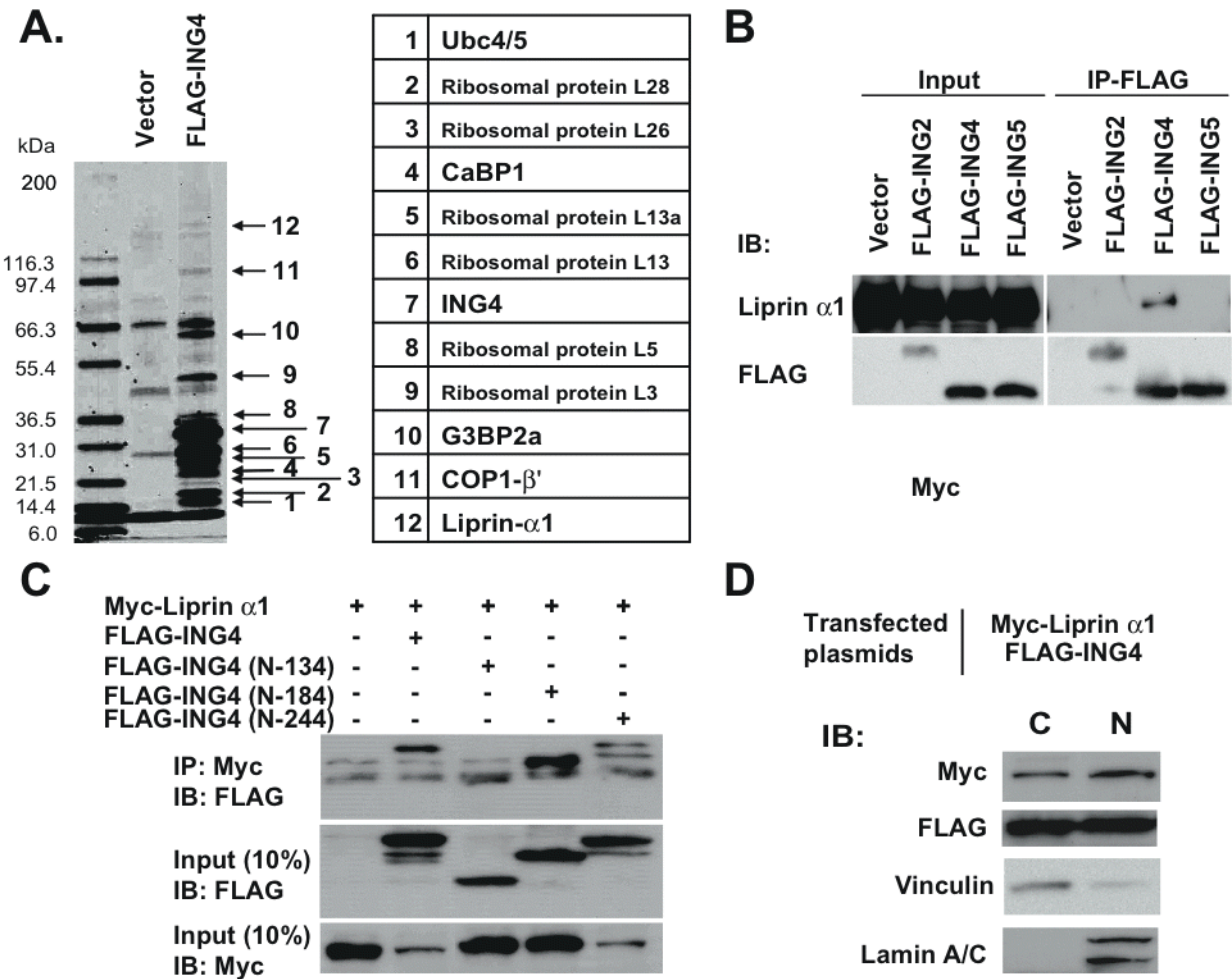 A.
Vector
FLAG-ING4
kDa
200
116.3
97.4
66.3
55.4
36.5
31.0
21.5
14.4
6.0
12
11
10
9
8
7
6
5
4
3
2
1
1 Ubc4/5
2 Ribosomal protein L28
3 Ribosomal protein L26
4 CaBP1
5 Ribosomal protein L13a
6 Ribosomal protein L13
7 ING4
8 Ribosomal protein L5
9 Ribosomal protein L3
10 G3BP2a
11 COP1-β'
12 Liprin-α1
B
Input IP-FLAG
Vector
FLAG-ING2
FLAG-ING4
FLAG-ING5
Vector
FLAG-ING2
FLAG-ING4
FLAG-ING5
IB:
Liprin α1
FLAG
Myc
C
Myc-Liprin α1 + + + + +
FLAG-ING4 - + - - -
FLAG-ING4 (N-134) - - + - -
FLAG-ING4 (N-184) - - - + -
FLAG-ING4 (N-244) - - - - +
IP: Myc
IB: FLAG
Input (10%)
IB: FLAG
Input (10%)
IB: Myc
D
Transfected
plasmids
Myc-Liprin α1
FLAG-ING4
IB:
C N
Myc
FLAG
Vinculin
Lamin A/C